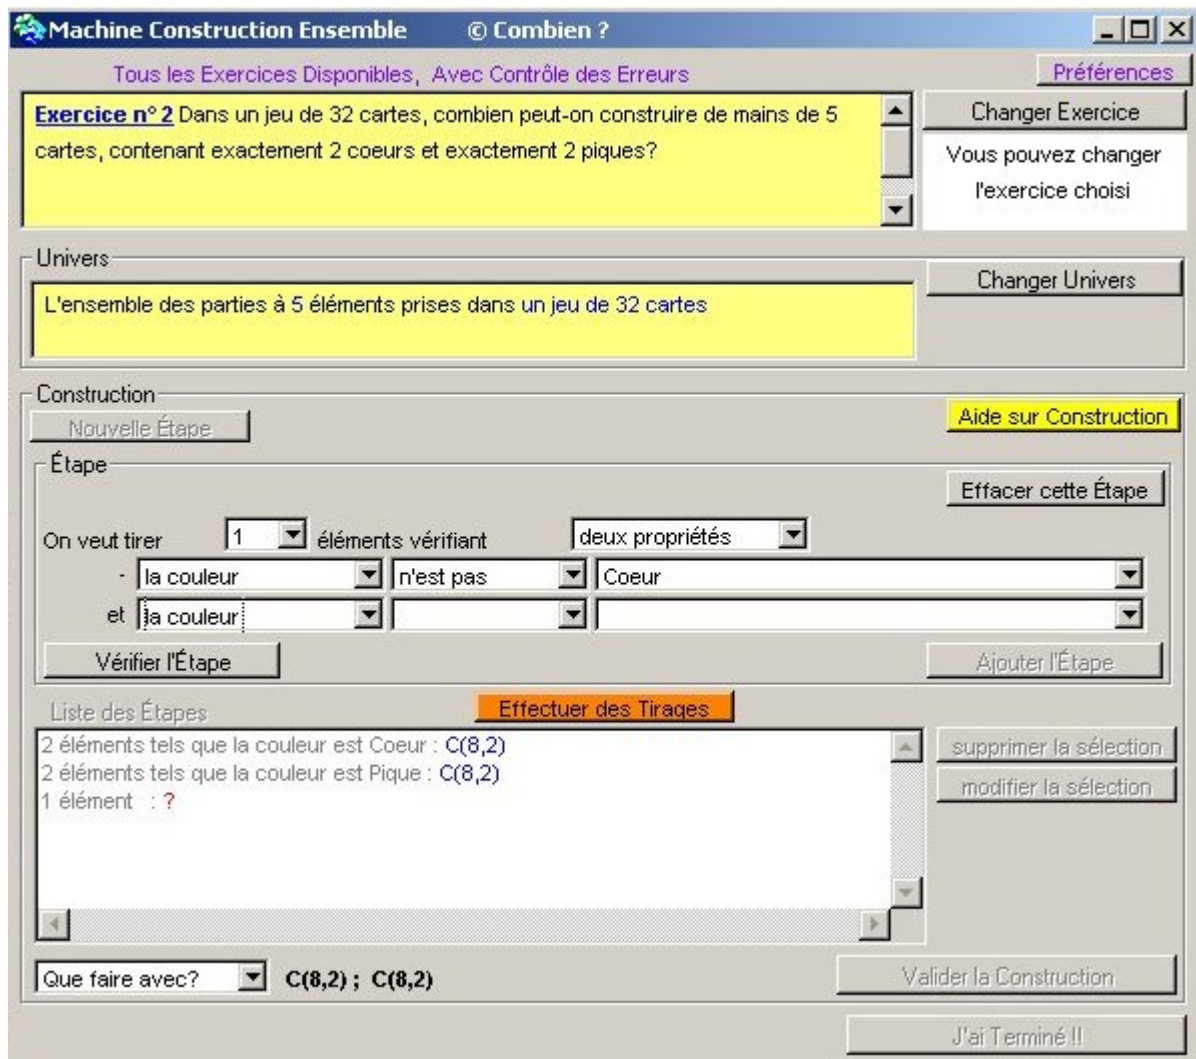 Machine Construction Ensemble © Combien ?
Tous les Exercices Disponibles, Avec Contrôle des Erreurs
Préférences
Exercice n° 2 Dans un jeu de 32 cartes, combien peut-on construire de mains de 5
cartes, contenant exactement 2 coeurs et exactement 2 piques?
Changer Exercice
Vous pouvez changer
l'exercice choisi
Univers
Changer Univers
L'ensemble des parties à 5 éléments prises dans un jeu de 32 cartes
Construction
Nouvelle Étape
Aide sur Construction
Étape
Effacer cette Étape
On veut tirer 1 éléments vérifiant deux propriétés
- la couleur n'est pas Coeur
et la couleur
Vérifier l'Étape
Ajouter l'Étape
Liste des Étapes
Effectuer des Tirages
2 éléments tels que la couleur est Coeur : C(8,2)
2 éléments tels que la couleur est Pique : C(8,2)
1 élément : ?
supprimer la sélection
modifier la sélection
Que faire avec? C(8,2) ; C(8,2)
Valider la Construction
J'ai Terminé !!